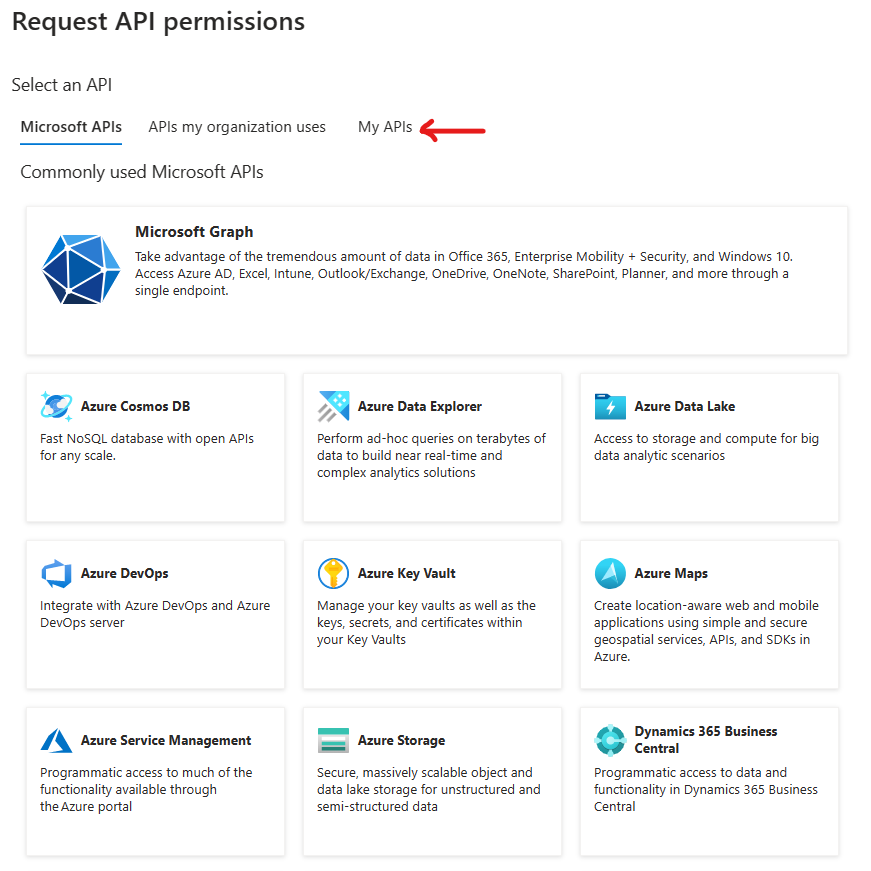 Request API permissions
Select an API
Microsoft APIs
APIs my organization uses
My APIs
Commonly used Microsoft APIs
Microsoft Graph
Take advantage of the tremendous amount of data in Office 365, Enterprise Mobility + Security, and Windows 10.
Access Azure AD, Excel, Intune, Outlook/Exchange, OneDrive, OneNote, SharePoint, Planner, and more through a
single endpoint.
Azure Cosmos DB
Fast NoSQL database with open APIs
for any scale.
Azure Data Explorer
Perform ad-hoc queries on terabytes of
data to build near real-time and
complex analytics solutions
Azure Data Lake
Access to storage and compute for big
data analytic scenarios
Azure DevOps
Integrate with Azure DevOps and Azure
DevOps server
Azure Key Vault
Manage your key vaults as well as the
keys, secrets, and certificates within
your Key Vaults
Azure Maps
Create location-aware web and mobile
applications using simple and secure
geospatial services, APIs, and SDKs in
Azure.
Azure Service Management
Programmatic access to much of the
functionality available through
the Azure portal
Azure Storage
Secure, massively scalable object and
data lake storage for unstructured and
semi-structured data
Dynamics 365 Business
Central
Programmatic access to data and
functionality in Dynamics 365 Business
Central